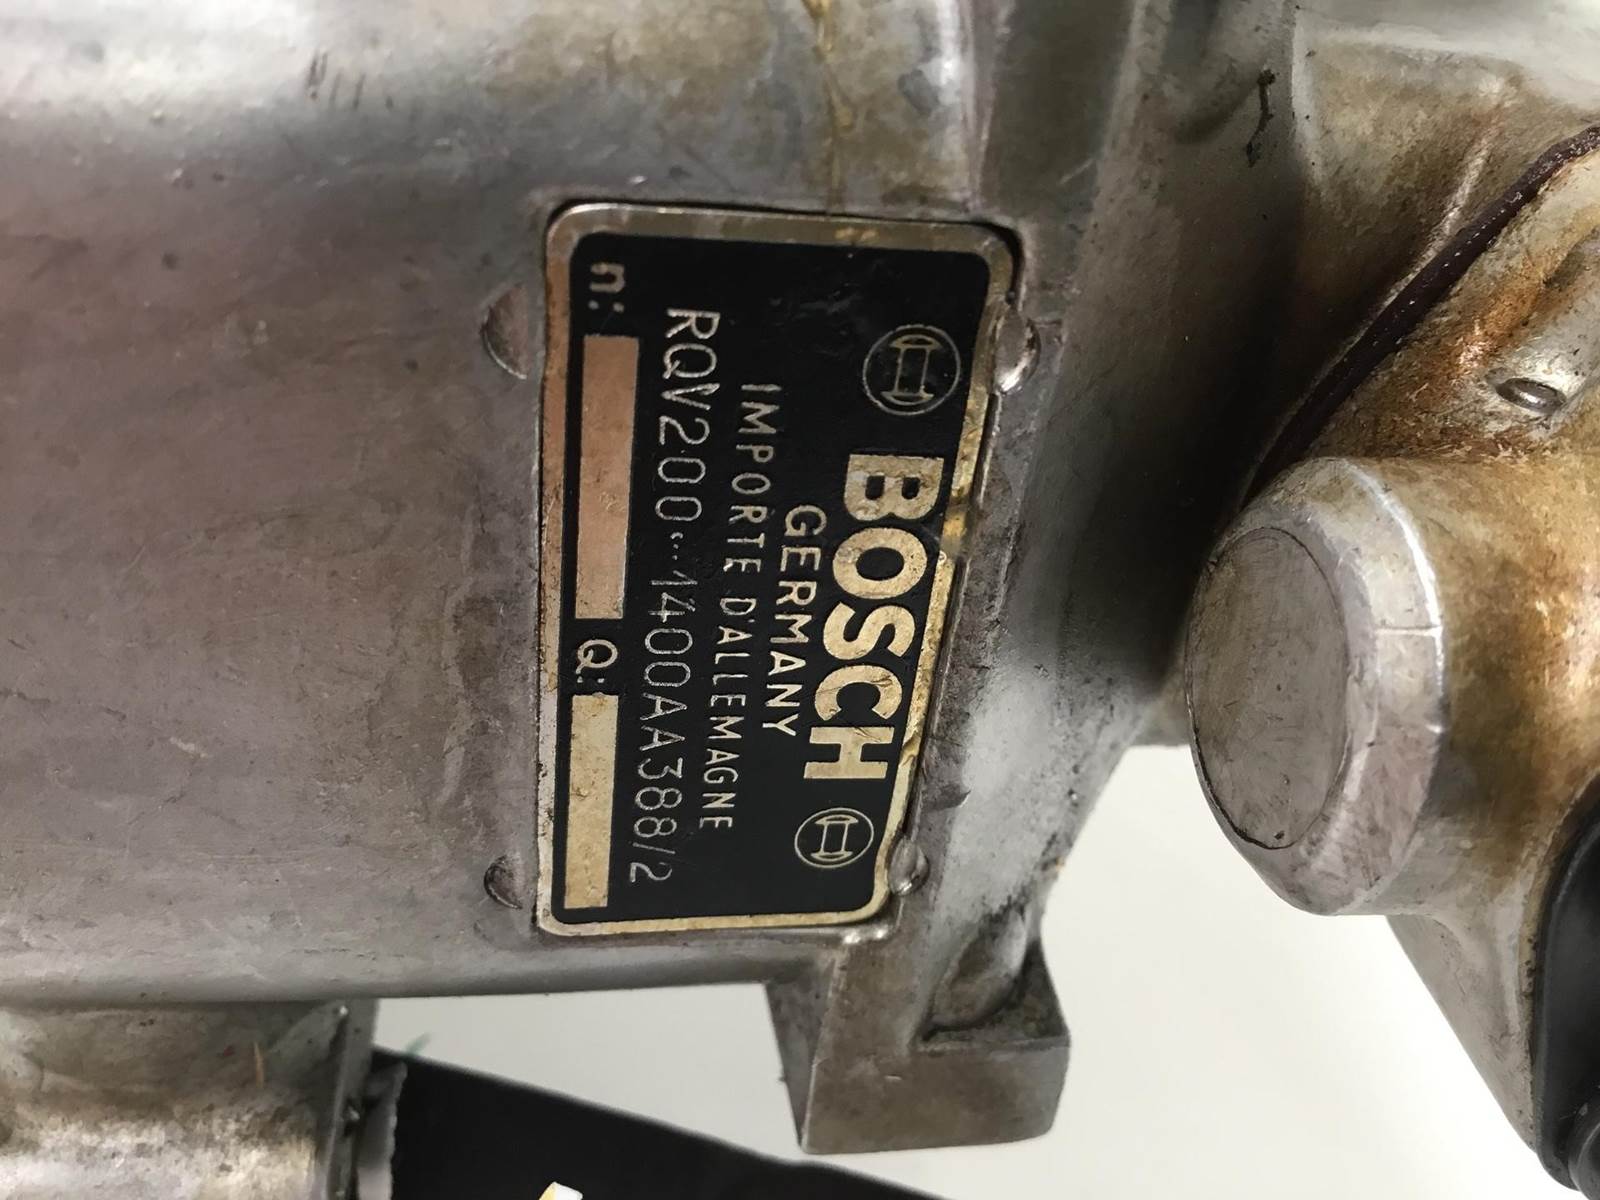 BOSCH
GERMANY
IMPORTE D'ALLEMAGNE
RQV200··1400AA388/2
n: Q: